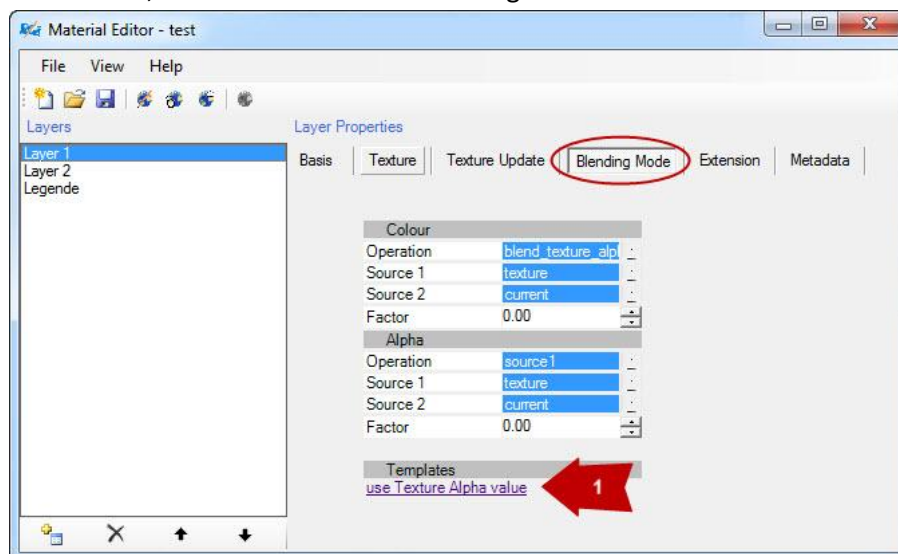 Material Editor - test
File View Help
Layers
Layer Properties
Layer 1
Layer 2
Legende
Basis Texture Texture Update Blending Mode Extension Metadata
Colour
Operation blend_texture_alp
Source 1 texture
Source 2 current
Factor 0.00
Alpha
Operation source1
Source 1 texture
Source 2 current
Factor 0.00
Templates
use Texture Alpha value
1